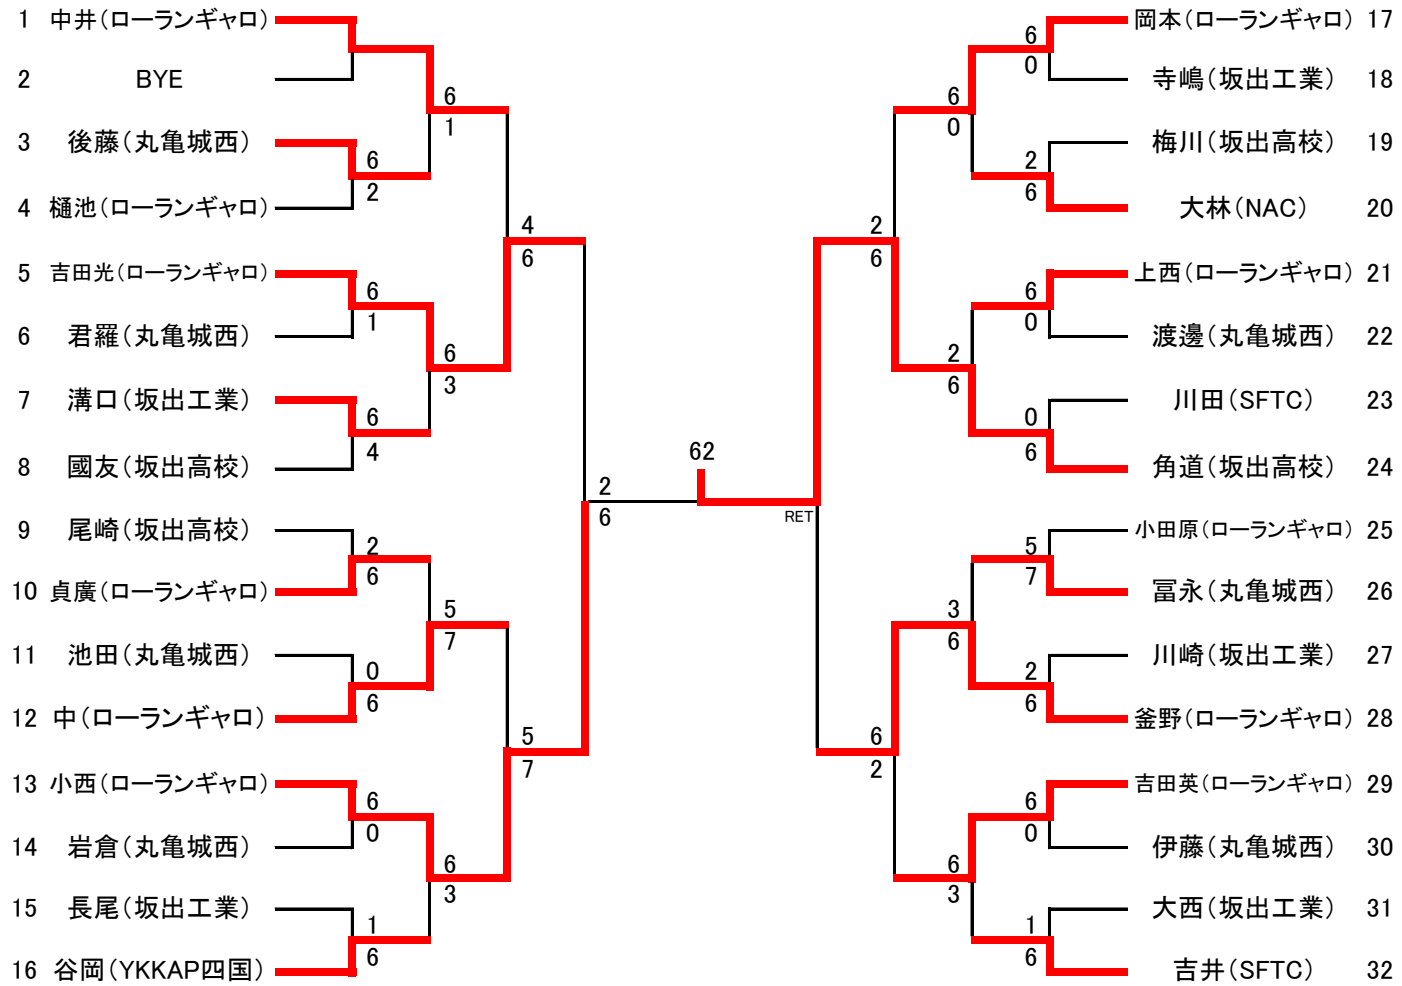 1 中井(ローランギャロ)
2 BYE
3 後藤(丸亀城西)
4 樋池(ローランギャロ)
5 吉田光(ローランギャロ)
6 君羅(丸亀城西)
7 溝口(坂出工業)
8 國友(坂出高校)
9 尾崎(坂出高校)
10 貞廣(ローランギャロ)
11 池田(丸亀城西)
12 中(ローランギャロ)
13 小西(ローランギャロ)
14 岩倉(丸亀城西)
15 長尾(坂出工業)
16 谷岡(YKKAP四国)
6
2
6
1
6
4
2
6
0
6
6
0
1
6
6
1
6
3
5
7
6
3
4
6
5
7
2
6
62
RET
2
6
6
2
6
0
2
6
3
6
6
3
6
0
2
6
6
0
0
6
5
7
2
6
6
0
1
6
岡本(ローランギャロ) 17
寺嶋(坂出工業) 18
梅川(坂出高校) 19
大林(NAC) 20
上西(ローランギャロ) 21
渡邊(丸亀城西) 22
川田(SFTC) 23
角道(坂出高校) 24
小田原(ローランギャロ) 25
冨永(丸亀城西) 26
川崎(坂出工業) 27
釜野(ローランギャロ) 28
吉田英(ローランギャロ) 29
伊藤(丸亀城西) 30
大西(坂出工業) 31
吉井(SFTC) 32